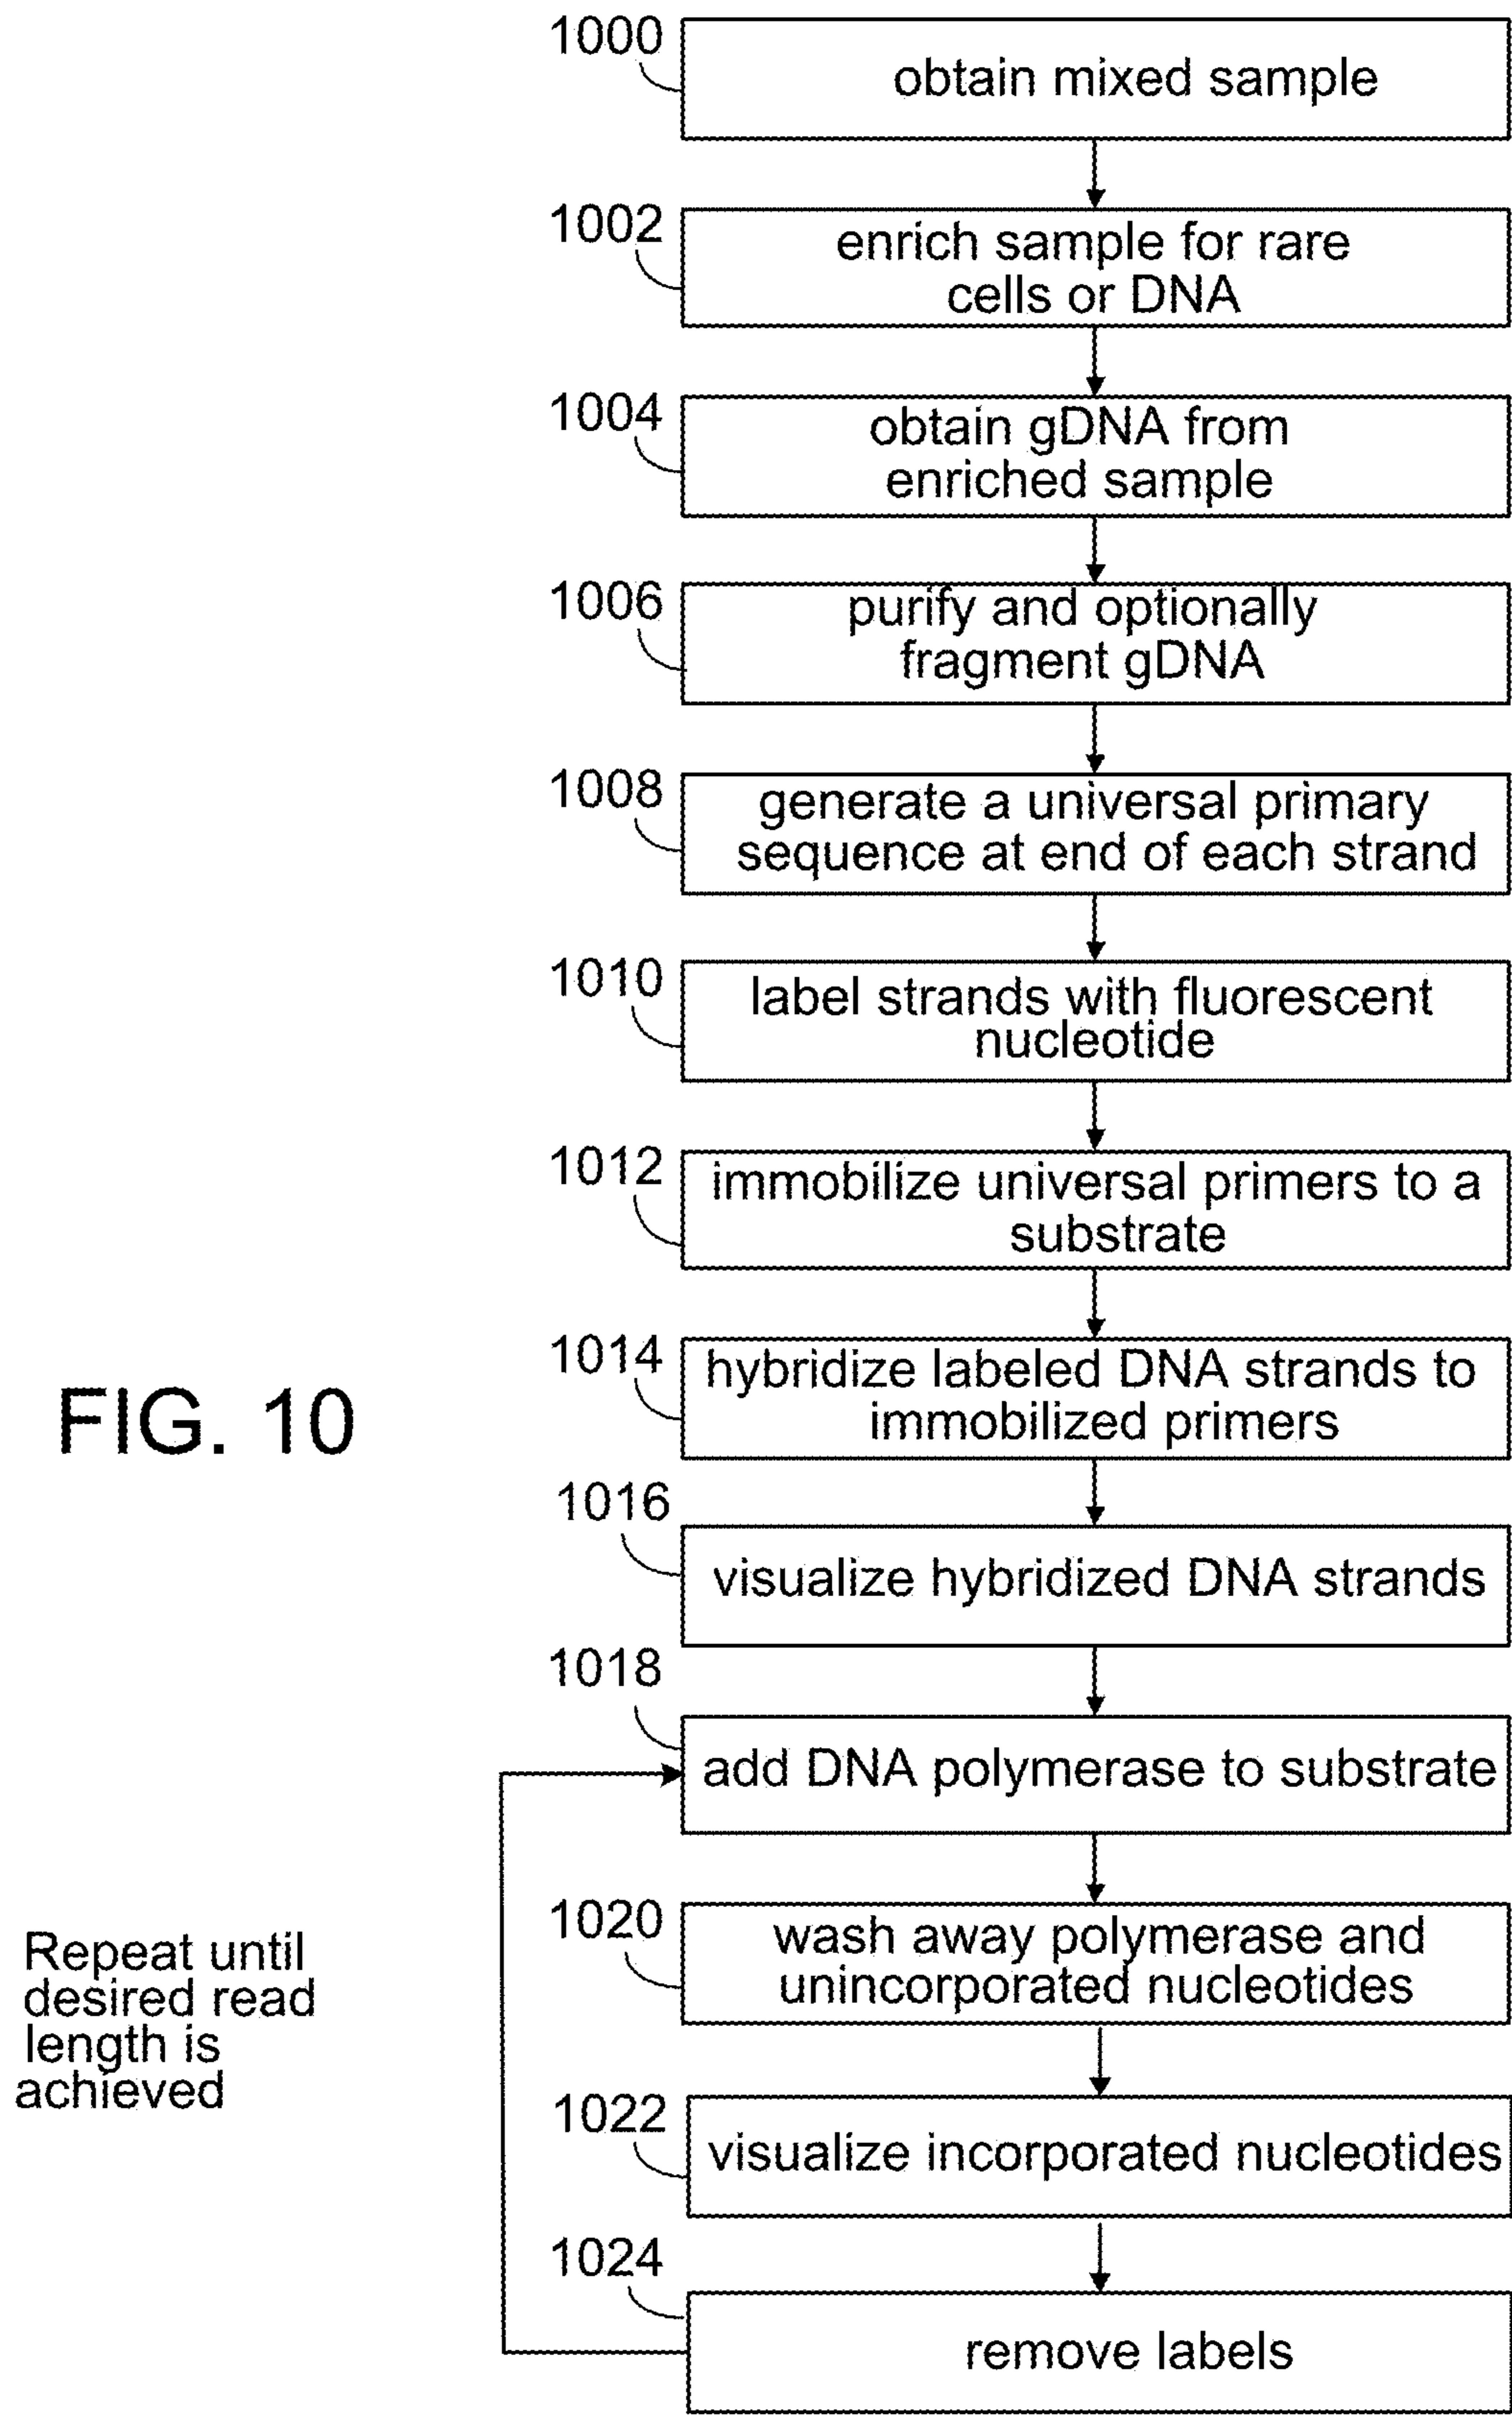 1000
obtain mixed sample
1002
enrich sample for rare
cells or DNA
1004
obtain gDNA from
enriched sample
1006
purify and optionally
fragment gDNA
1008
generate a universal primary
sequence at end of each strand
1010
label strands with fluorescent
nucleotide
1012
immobilize universal primers to a
substrate
1014
hybridize labeled DNA strands to
immobilized primers
FIG. 10
1016
visualize hybridized DNA strands
1018
add DNA polymerase to substrate
1020
wash away polymerase and
unincorporated nucleotides
Repeat until
desired read
length is
achieved
1022
visualize incorporated nucleotides
1024
remove labels